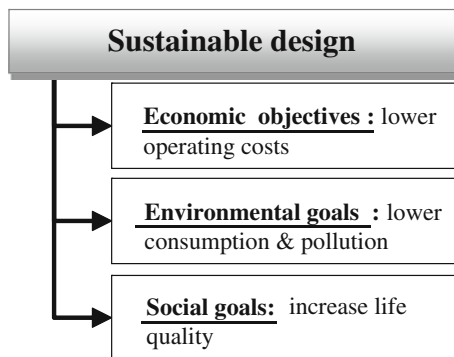 Sustainable design
Economic objectives : lower
operating costs
Environmental goals : lower
consumption & pollution
Social goals: increase life
quality